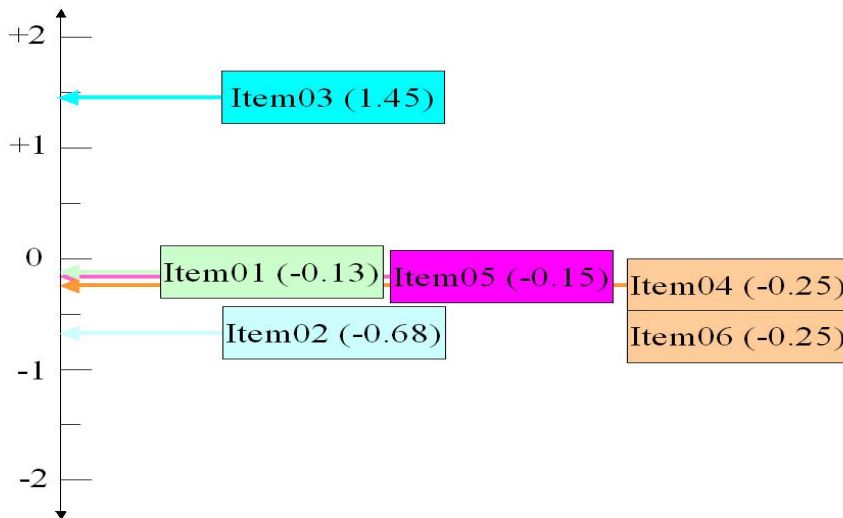 +2
Item03 (1.45)
+1
0
Item01 (-0.13)
Item05 (-0.15)
Item04 (-0.25)
Item02 (-0.68)
Item06 (-0.25)
-1
-2